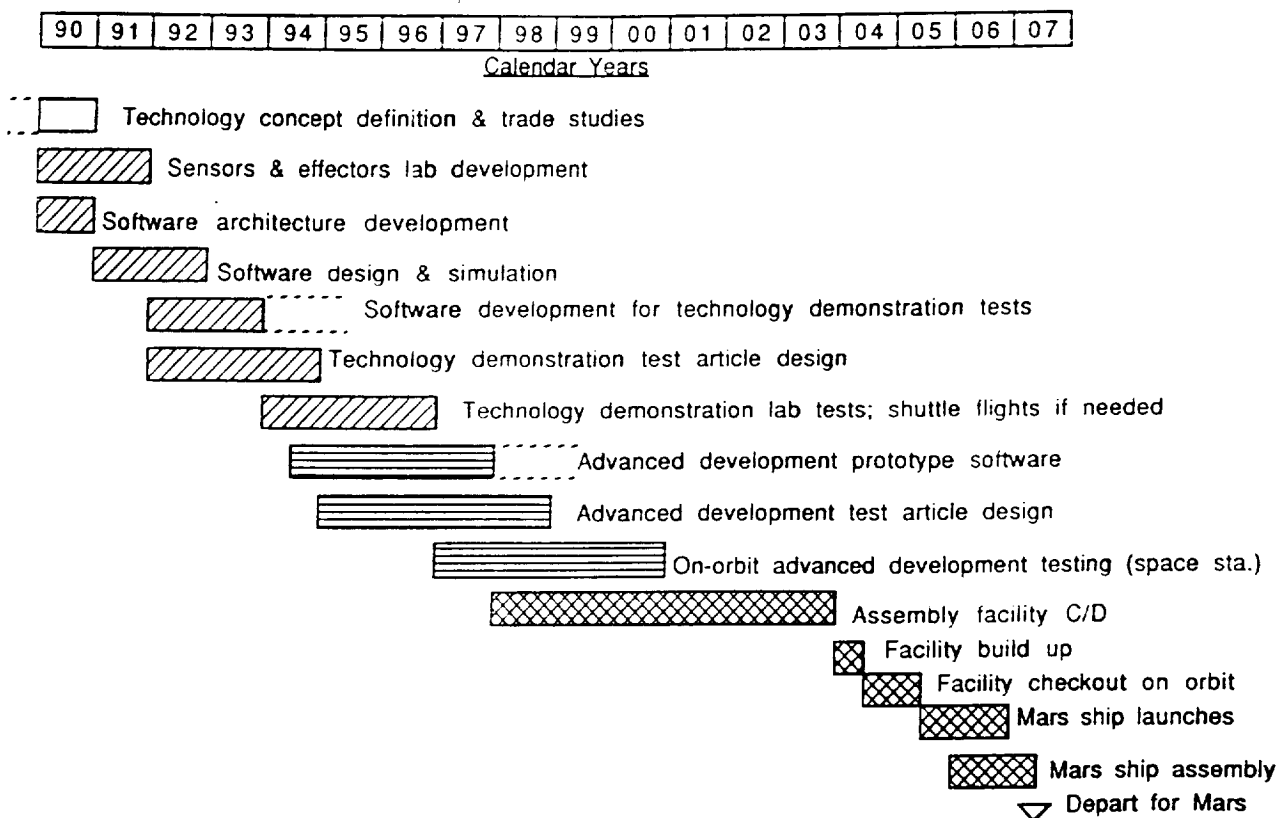 90 91 92 93 94 95 96 97 98 99 00 01 02 03 04 05 06 07
Calendar Years
Technology concept definition & trade studies
Sensors & effectors lab development
Software architecture development
Software design & simulation
Software development for technology demonstration tests
Technology demonstration test article design
Technology demonstration lab tests; shuttle flights if needed
Advanced development prototype software
Advanced development test article design
On-orbit advanced development testing (space sta.)
Assembly facility C/D
Facility build up
Facility checkout on orbit
Mars ship launches
Mars ship assembly
Depart for Mars